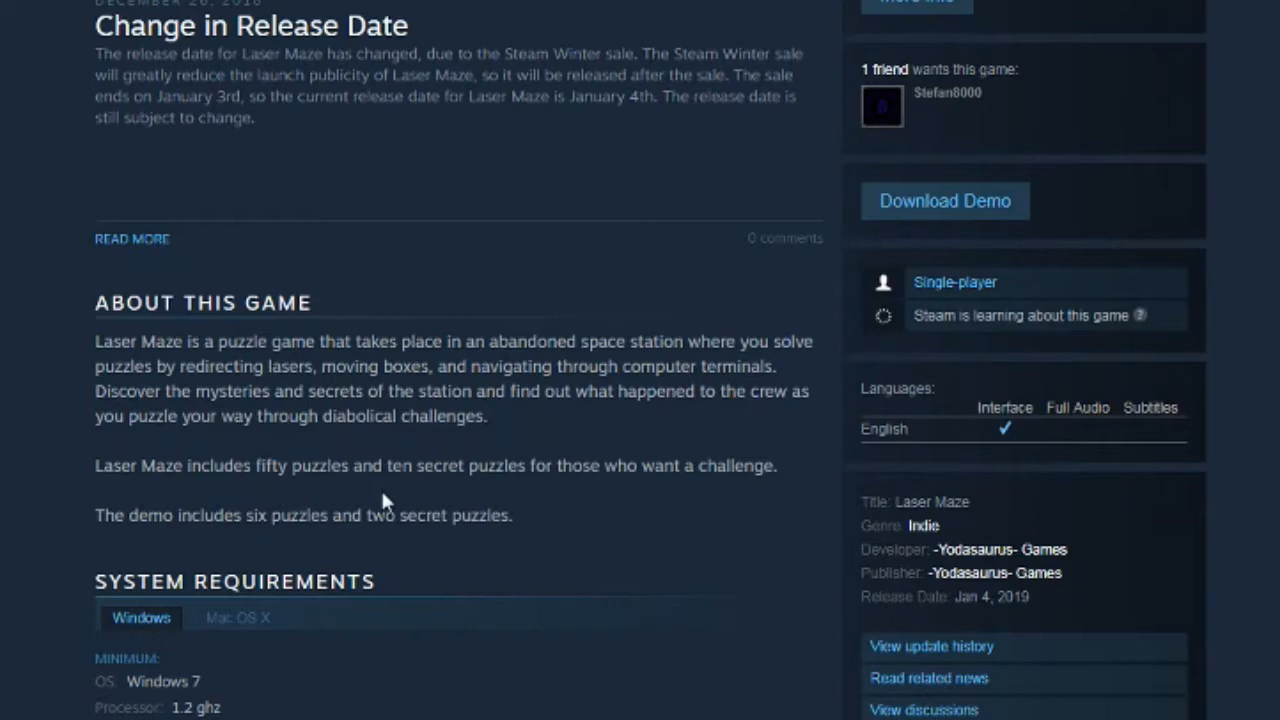 DECEMBER 26, 2018
Change in Release Date
The release date for Laser Maze has changed, due to the Steam Winter sale. The Steam Winter sale
will greatly reduce the launch publicity of Laser Maze, so it will be released after the sale. The sale
ends on January 3rd, so the current release date for Laser Maze is January 4th. The release date is
still subject to change.
READ MORE
0 comments
ABOUT THIS GAME
Laser Maze is a puzzle game that takes place in an abandoned space station where you solve
puzzles by redirecting lasers, moving boxes, and navigating through computer terminals.
Discover the mysteries and secrets of the station and find out what happened to the crew as
you puzzle your way through diabolical challenges.
Laser Maze includes fifty puzzles and ten secret puzzles for those who want a challenge.
The demo includes six puzzles and two secret puzzles.
SYSTEM REQUIREMENTS
Windows
Mac OS X
MINIMUM:
OS: Windows 7
Processor: 1.2 ghz
More Info
1 friend wants this game:
Stefan8000
8
Download Demo
Single-player
Steam is learning about this game ?
Languages:
Interface Full Audio Subtitles
English ✔
Title: Laser Maze
Genre: Indie
Developer: -Yodasaurus- Games
Publisher: -Yodasaurus- Games
Release Date: Jan 4, 2019
View update history
Read related news
View discussions